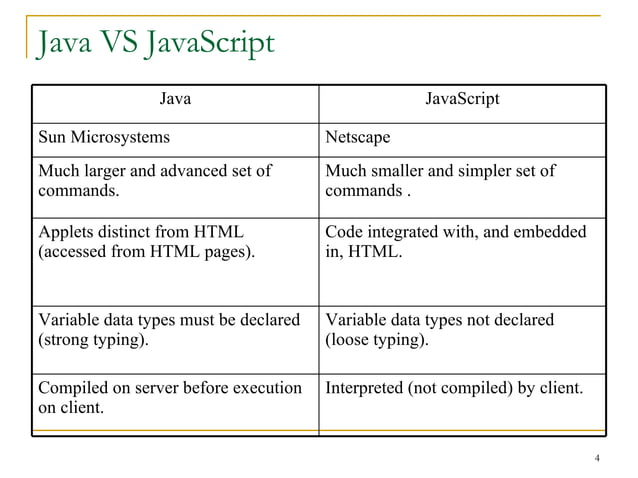 Java VS JavaScript
Java
JavaScript
Sun Microsystems
Netscape
Much larger and advanced set of
commands.
Much smaller and simpler set of
commands .
Applets distinct from HTML
(accessed from HTML pages).
Code integrated with, and embedded
in, HTML.
Variable data types must be declared
(strong typing).
Variable data types not declared
(loose typing).
Compiled on server before execution
on client.
Interpreted (not compiled) by client.
4